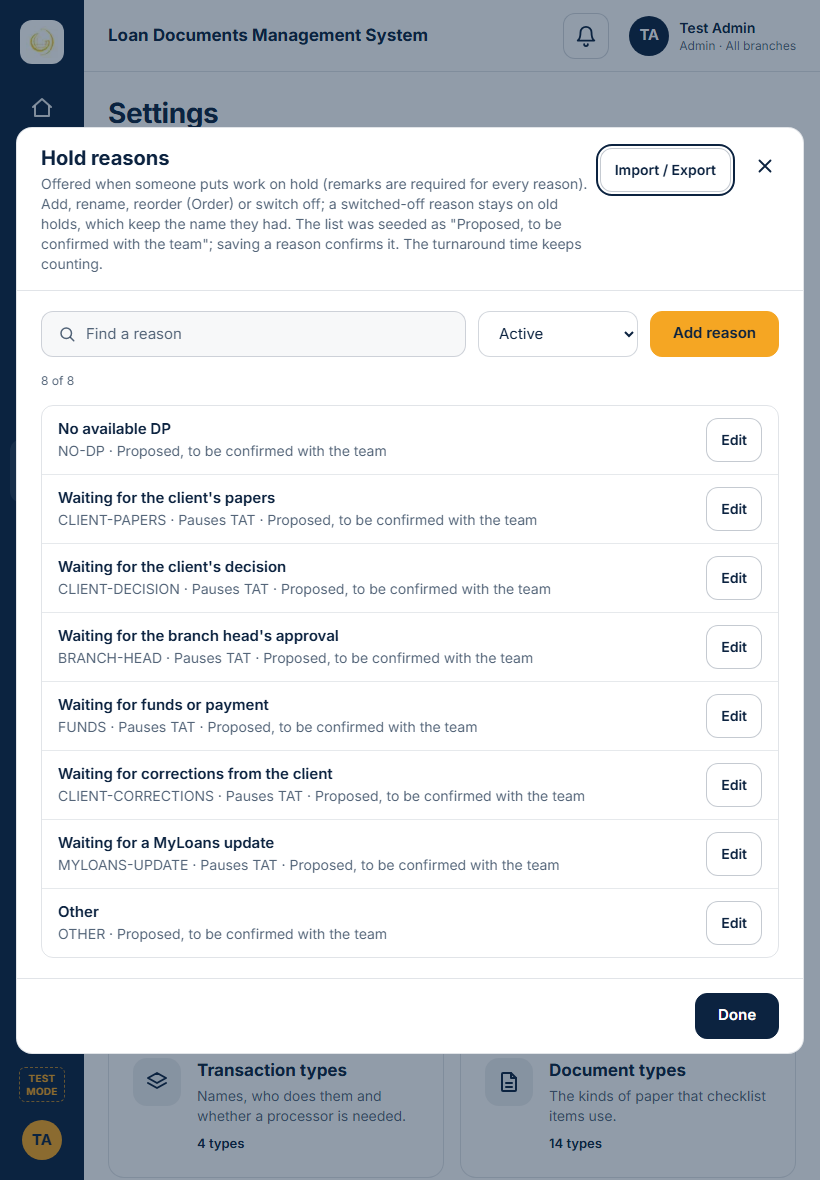 Loan Documents Management System
TA
Test Admin
Admin · All branches
Settings
Hold reasons
Import / Export
Offered when someone puts work on hold (remarks are required for every reason).
Add, rename, reorder (Order) or switch off; a switched-off reason stays on old
holds, which keep the name they had. The list was seeded as "Proposed, to be
confirmed with the team"; saving a reason confirms it. The turnaround time keeps
counting.
Find a reason
Active
Add reason
8 of 8
No available DP
NO-DP · Proposed, to be confirmed with the team
Edit
Waiting for the client's papers
CLIENT-PAPERS · Pauses TAT · Proposed, to be confirmed with the team
Edit
Waiting for the client's decision
CLIENT-DECISION · Pauses TAT · Proposed, to be confirmed with the team
Edit
Waiting for the branch head's approval
BRANCH-HEAD · Pauses TAT · Proposed, to be confirmed with the team
Edit
Waiting for funds or payment
FUNDS · Pauses TAT · Proposed, to be confirmed with the team
Edit
Waiting for corrections from the client
CLIENT-CORRECTIONS · Pauses TAT · Proposed, to be confirmed with the team
Edit
Waiting for a MyLoans update
MYLOANS-UPDATE · Pauses TAT · Proposed, to be confirmed with the team
Edit
Other
OTHER · Proposed, to be confirmed with the team
Edit
Done
TEST
MODE
TA
Transaction types
Names, who does them and
whether a processor is needed.
4 types
Document types
The kinds of paper that checklist
items use.
14 types